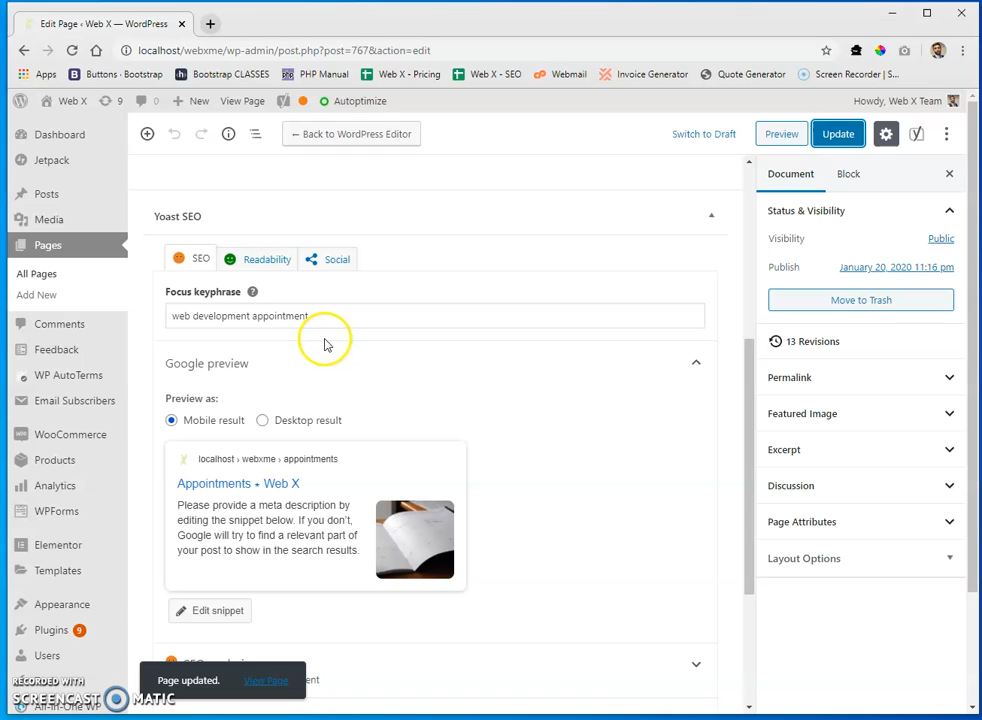 Edit Page ‹ Web X — WordPress
localhost/webxme/wp-admin/post.php?post=767&action=edit
Apps Buttons · Bootstrap Bootstrap CLASSES PHP Manual Web X - Pricing Web X - SEO Webmail Invoice Generator Quote Generator Screen Recorder | S...
Web X 9 0 New View Page Autoptimize Howdy, Web X Team
Dashboard
Jetpack
Posts
Media
Pages
All Pages
Add New
Comments
Feedback
WP AutoTerms
Email Subscribers
WooCommerce
Products
Analytics
WPForms
Elementor
Templates
Appearance
Plugins 9
Users
← Back to WordPress Editor
Switch to Draft Preview Update
Yoast SEO
SEO Readability Social
Focus keyphrase
web development appointment
Google preview
Preview as:
Mobile result Desktop result
localhost › webxme › appointments
Appointments ⋆ Web X
Please provide a meta description by
editing the snippet below. If you don't,
Google will try to find a relevant part of
your post to show in the search results.
Edit snippet
Page updated. View Page
Document Block
Status & Visibility
Visibility Public
Publish January 20, 2020 11:16 pm
Move to Trash
13 Revisions
Permalink
Featured Image
Excerpt
Discussion
Page Attributes
Layout Options
RECORDED WITH
SCREENCAST MATIC
All-in-One WP